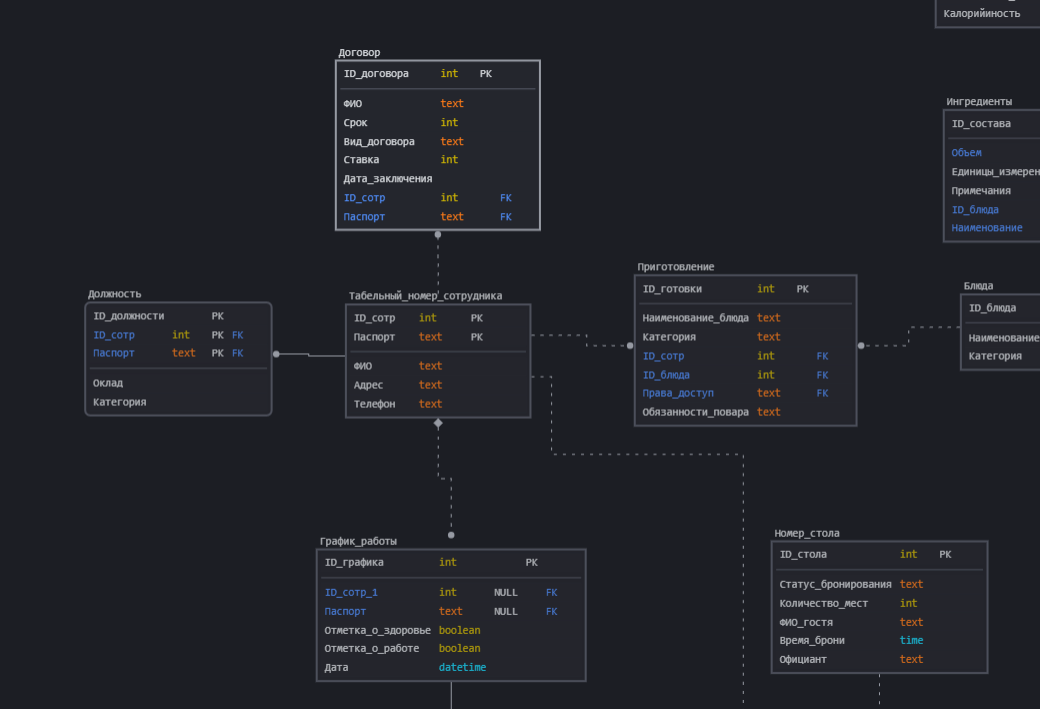 Калорийиность
Договор
ID_договора int PK
ФИО text
Срок int
Вид_договора text
Ставка int
Дата_заключения
ID_сотр int FK
Паспорт text FK
Ингредиенты
ID_состава
Объем
Единицы_измерен
Примечания
ID_блюда
Наименование
Должность
ID_должности PK
ID_сотр int PK FK
Паспорт text PK FK
Оклад
Категория
Табельный_номер_сотрудника
ID_сотр int PK
Паспорт text PK
ФИО text
Адрес text
Телефон text
Приготовление
ID_готовки int PK
Наименование_блюда text
Категория text
ID_сотр int FK
ID_блюда int FK
Права_доступ text FK
Обязанности_повара text
Блюда
ID_блюда
Наименование
Категория
График_работы
ID_графика int PK
ID_сотр_1 int NULL FK
Паспорт text NULL FK
Отметка_о_здоровье boolean
Отметка_о_работе boolean
Дата datetime
Номер_стола
ID_стола int PK
Статус_бронирования text
Количество_мест int
ФИО_гостя text
Время_брони time
Официант text